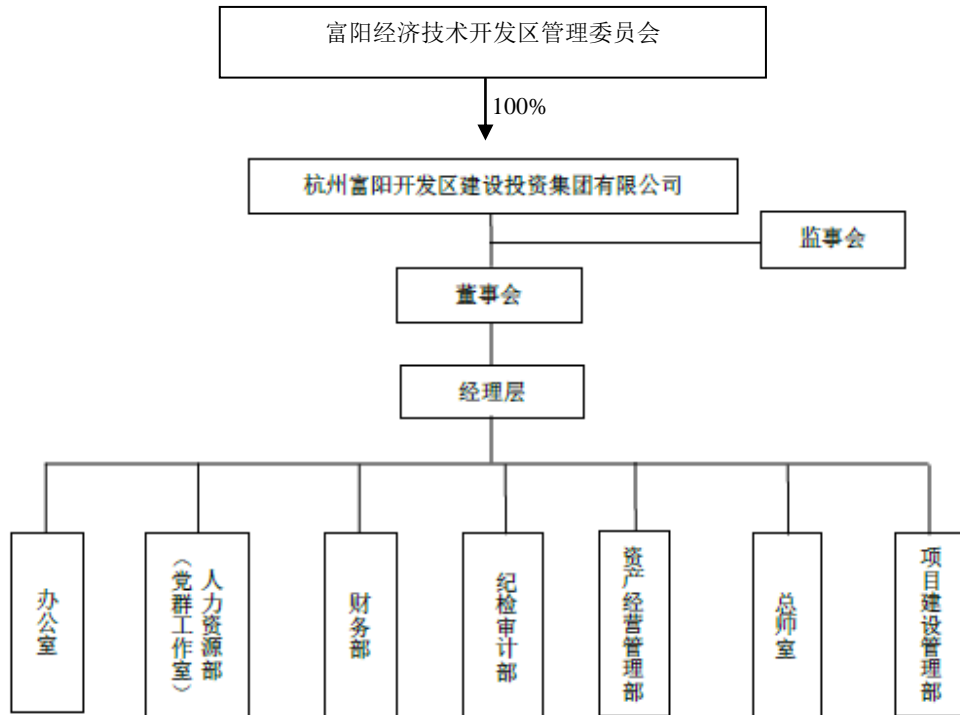 富阳经济技术开发区管理委员会
100%
杭州富阳开发区建设投资集团有限公司
监事会
董事会
经理层
办公室
人力资源部
（党群工作室）
财务部
纪检审计部
资产经营管理部
总师室
项目建设管理部